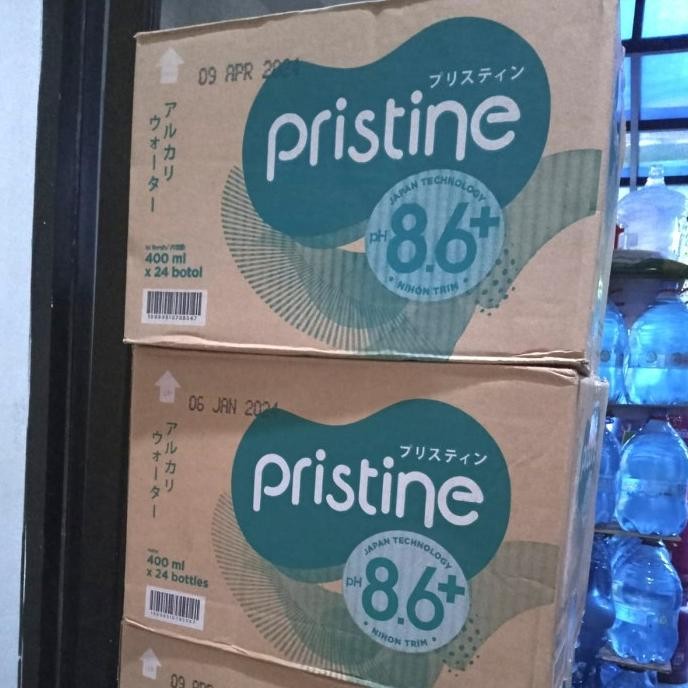 09 APR 2024
プリスティン
pristine
アルカリ
ウォーター
JAPAN TECHNOLOGY
pH 8.6+
• NIHON TRIM •
400 ml
x 24 botol
UP
06 JAN 2024
プリスティン
pristine
アルカリ
ウォーター
JAPAN TECHNOLOGY
pH 8.6+
• NIHON TRIM •
400 ml
x 24 bottles
09 APR